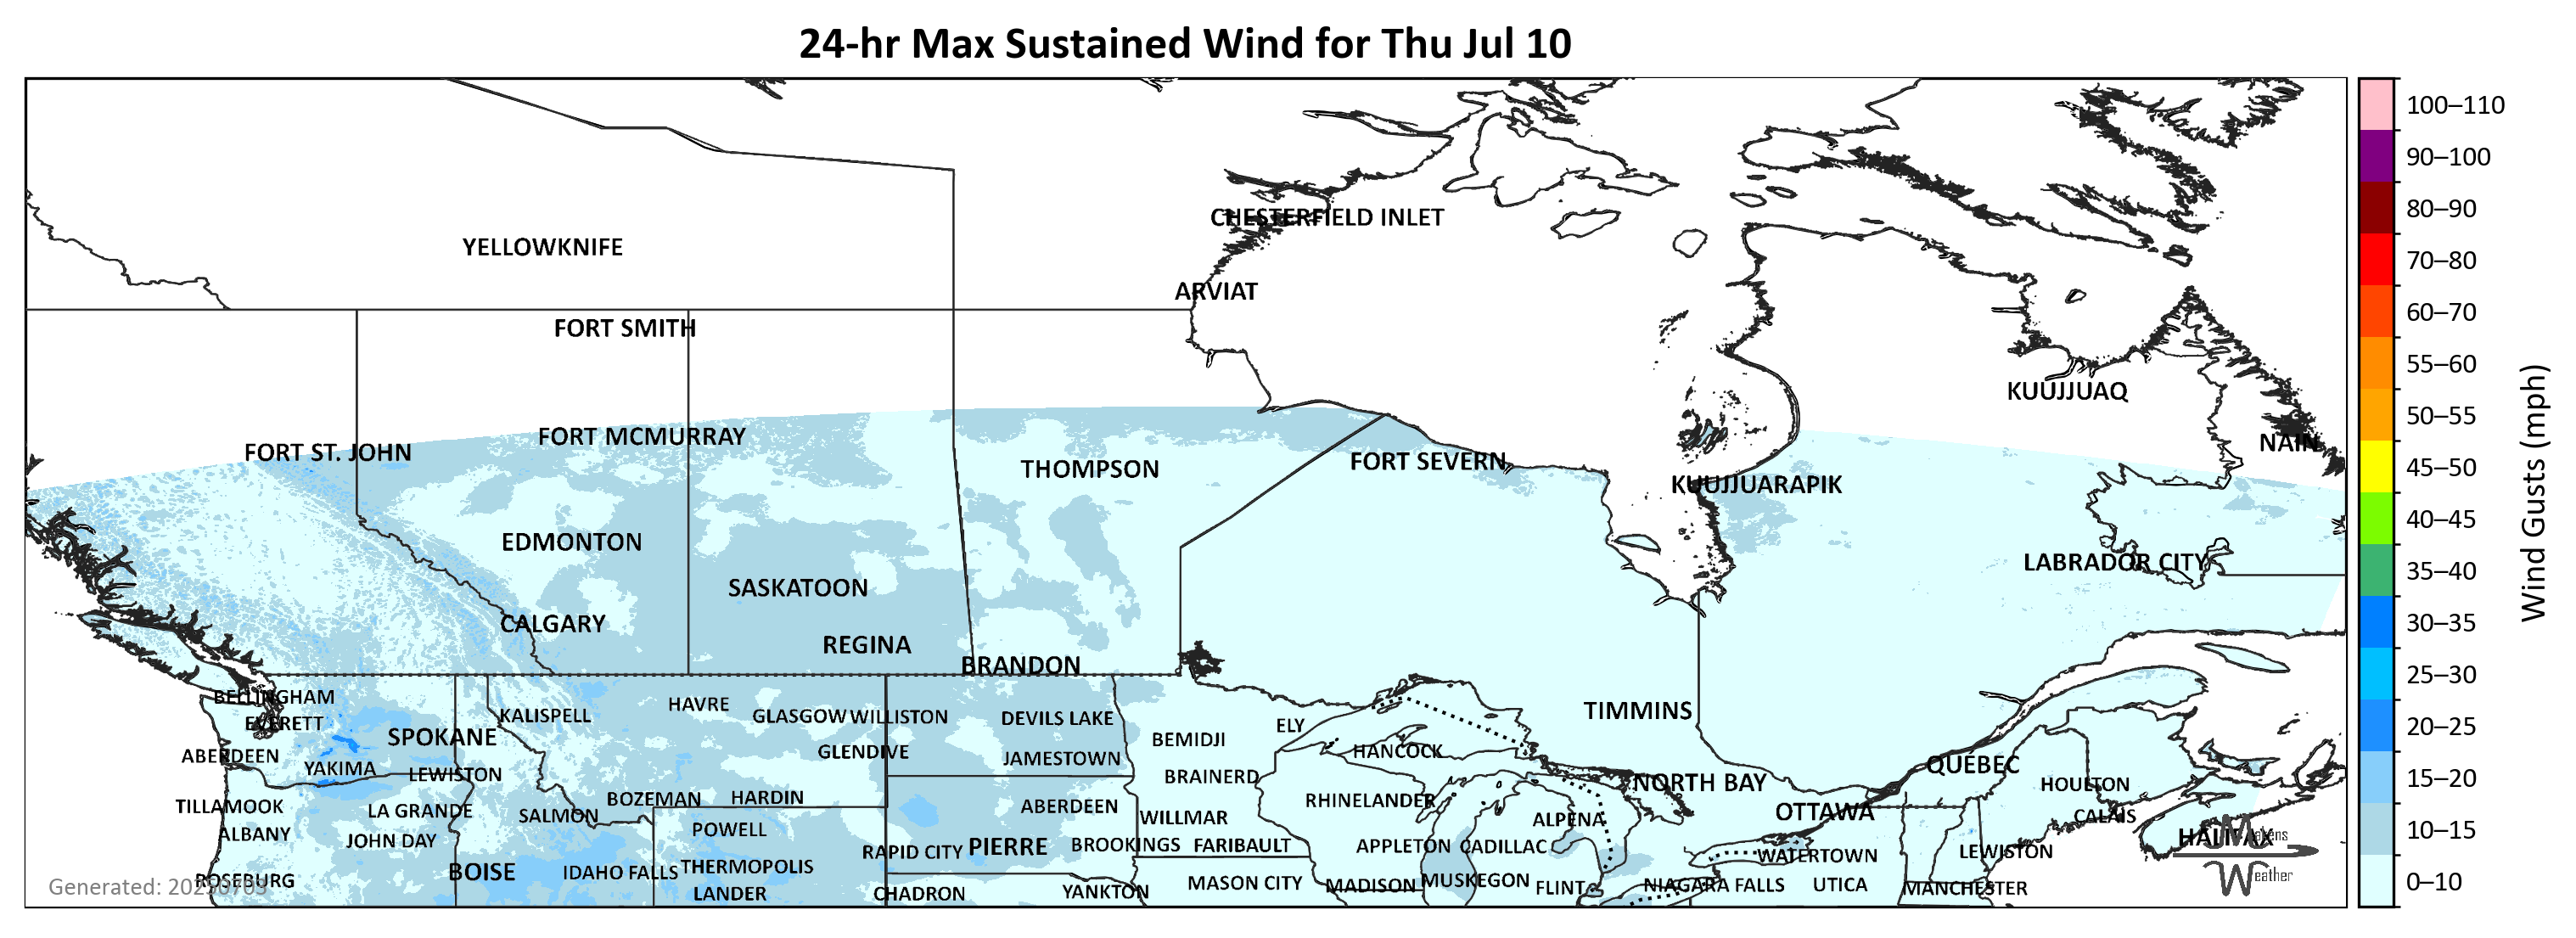 24-hr Max Sustained Wind for Thu Jul 10
100–110
90–100
80–90
70–80
60–70
55–60
50–55
45–50
40–45
35–40
30–35
25–30
20–25
15–20
10–15
0–10
Wind Gusts (mph)
CHESTERFIELD INLET
YELLOWKNIFE
ARVIAT
FORT SMITH
KUUJJUAQ
FORT MCMURRAY
NAIN
FORT ST. JOHN
FORT SEVERN
THOMPSON
KUUJJUARAPIK
EDMONTON
LABRADOR CITY
SASKATOON
CALGARY
REGINA
BRANDON
BELLINGHAM
HAVRE
TIMMINS
KALISPELL
GLASGOW
WILLISTON
DEVILS LAKE
EVERETT
ELY
SPOKANE
BEMIDJI
GLENDIVE
HANCOCK
ABERDEEN
JAMESTOWN
QUÉBEC
YAKIMA
LEWISTON
BRAINERD
NORTH BAY
HOULTON
BOZEMAN
HARDIN
RHINELANDER
TILLAMOOK
ABERDEEN
LA GRANDE
OTTAWA
SALMON
CALAIS
WILLMAR
ALPENA
POWELL
ALBANY
HALIFAX
JOHN DAY
BROOKINGS
FARIBAULT
APPLETON
CADILLAC
PIERRE
RAPID CITY
LEWISTON
WATERTOWN
THERMOPOLIS
BOISE
IDAHO FALLS
ROSEBURG
MUSKEGON
MASON CITY
MADISON
NIAGARA FALLS
UTICA
FLINT
MANCHESTER
YANKTON
LANDER
CHADRON
Makens
Weather
Generated: 20250703